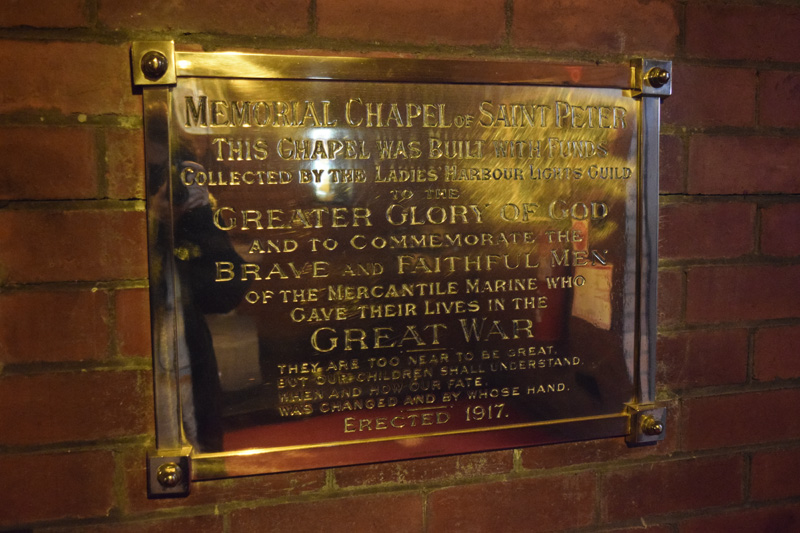 MEMORIAL CHAPEL OF SAINT PETER
THIS CHAPEL WAS BUILT WITH FUNDS
COLLECTED BY THE LADIES' HARBOUR LIGHTS GUILD
TO THE
GREATER GLORY OF GOD
AND TO COMMEMORATE THE
BRAVE AND FAITHFUL MEN
OF THE MERCANTILE MARINE WHO
GAVE THEIR LIVES IN THE
GREAT WAR
THEY ARE TOO NEAR TO BE GREAT,
BUT OUR CHILDREN SHALL UNDERSTAND,
WHEN AND HOW OUR FATE,
WAS CHANGED AND BY WHOSE HAND.
ERECTED 1917.